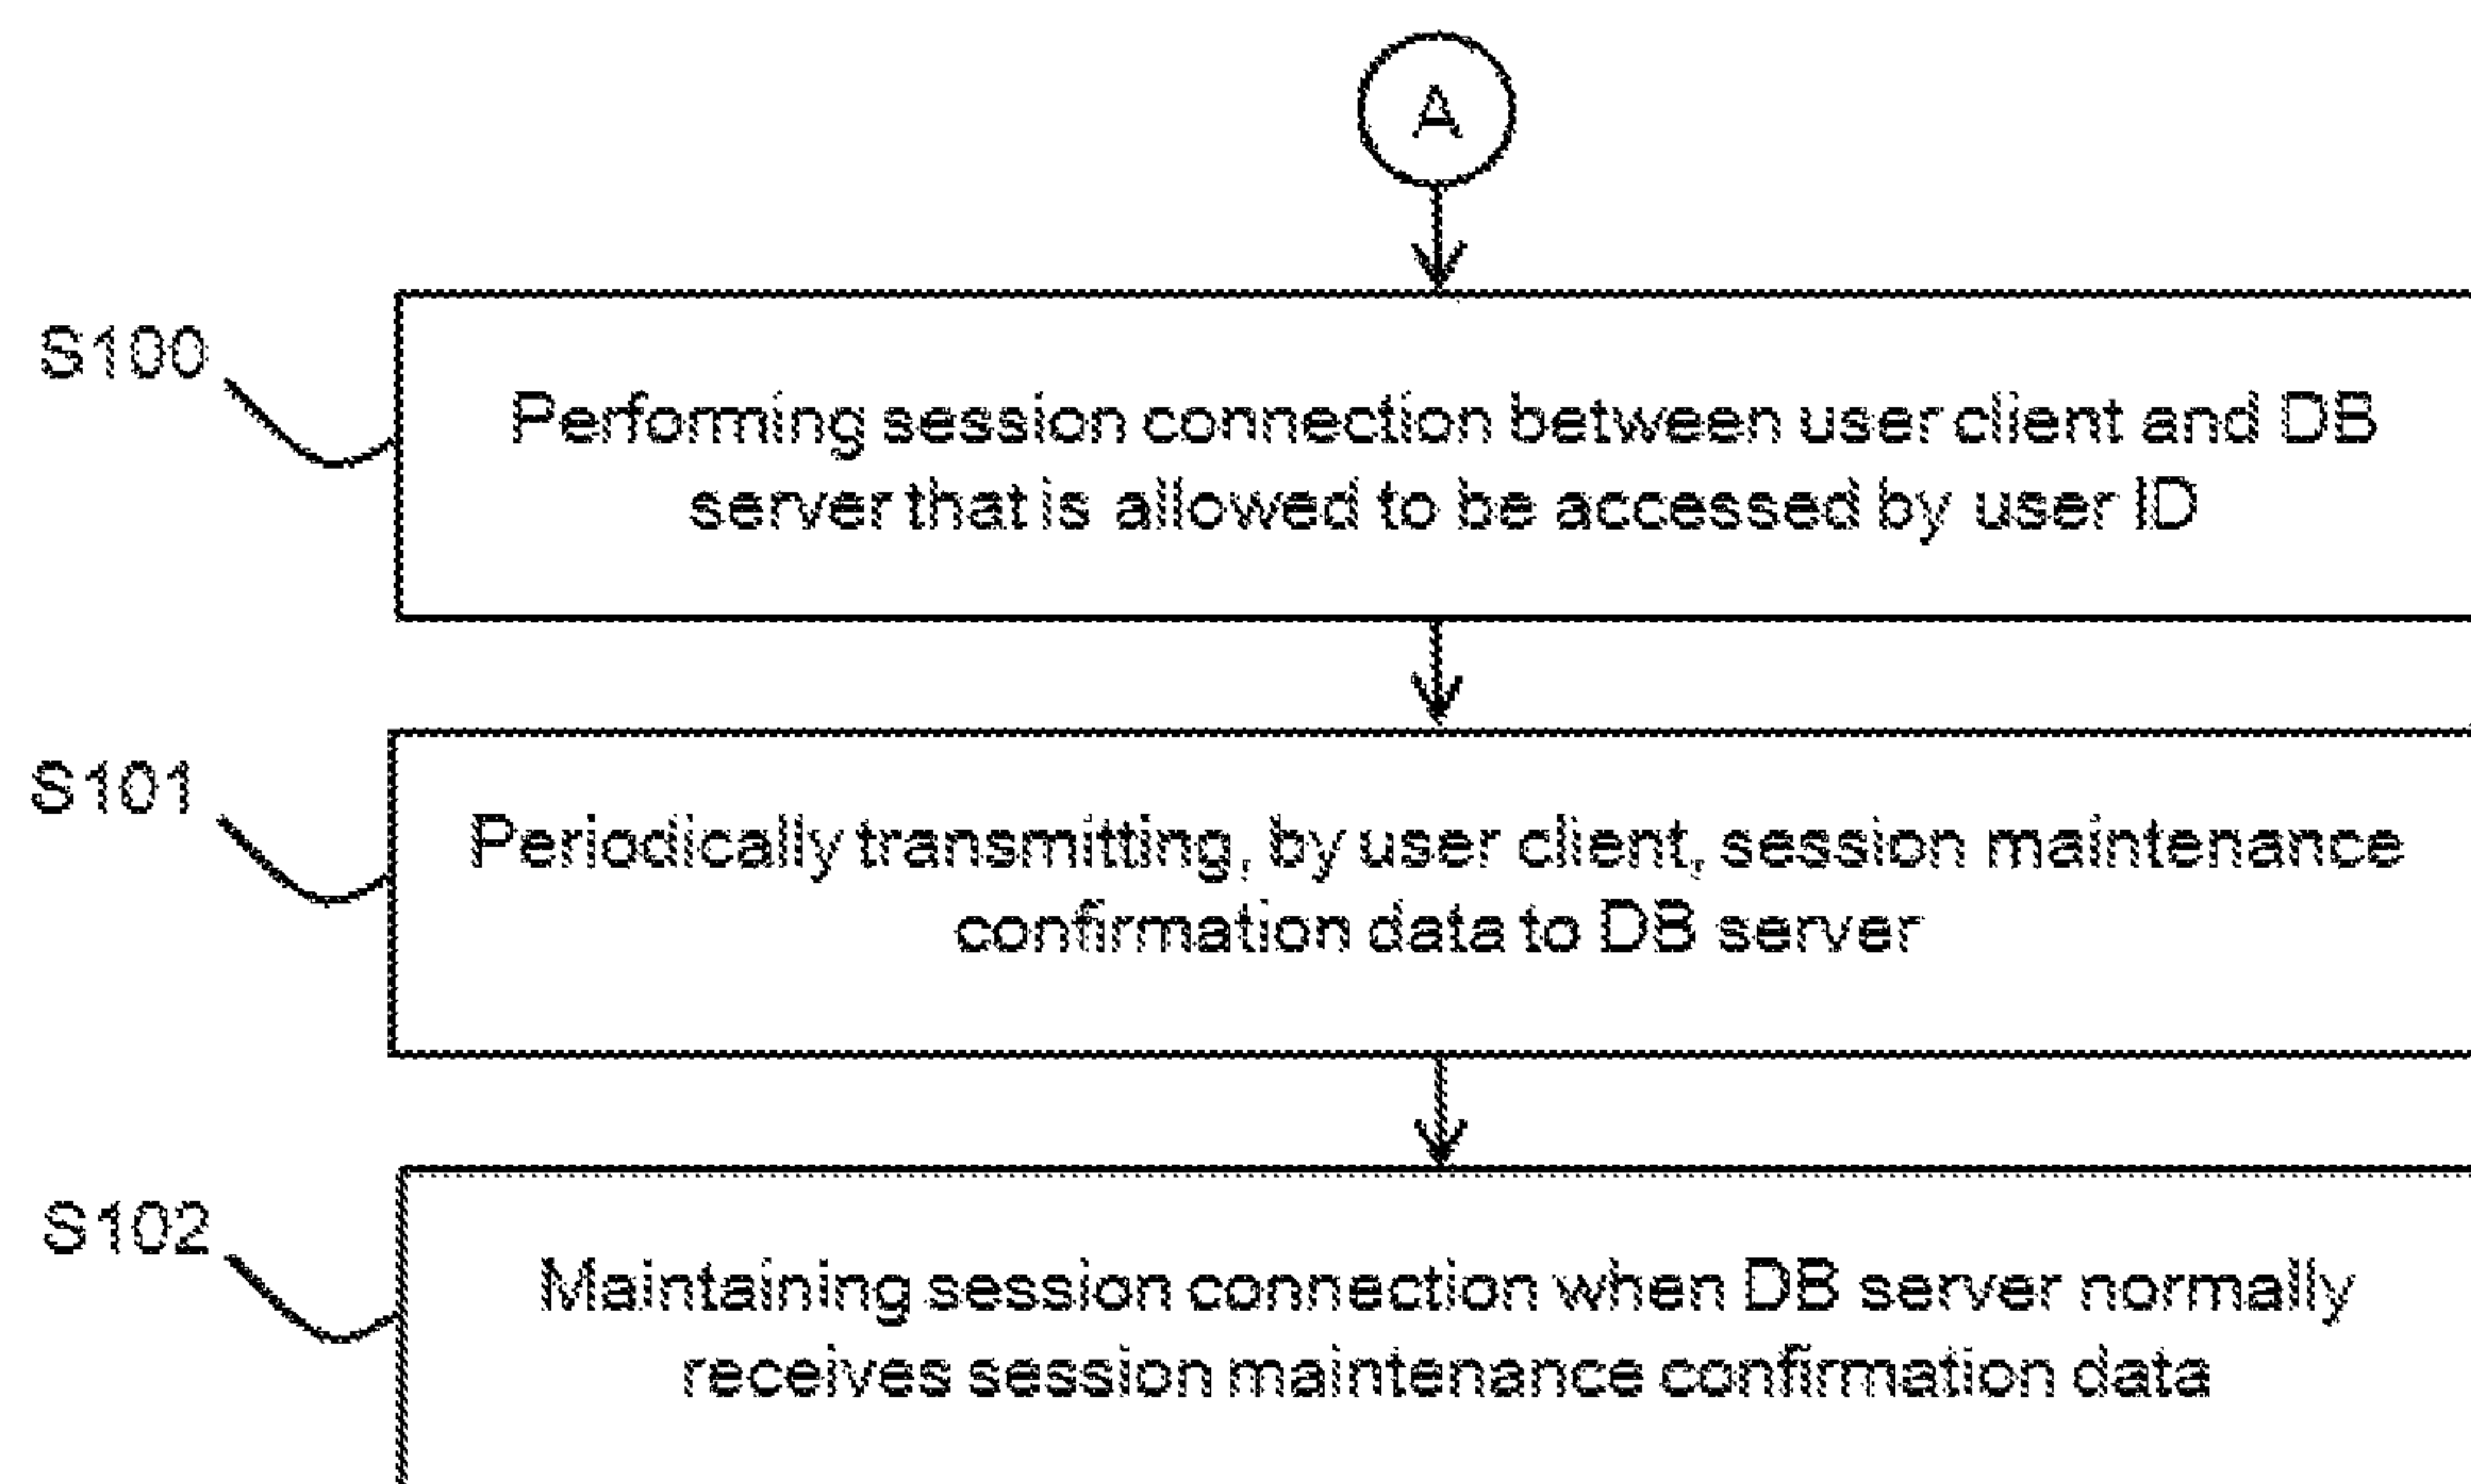 A
S100
Performing session connection between user client and DB
server that is allowed to be accessed by user ID
S101
Periodically transmitting, by user client, session maintenance
confirmation data to DB server
S102
Maintaining session connection when DB server normally
receives session maintenance confirmation data